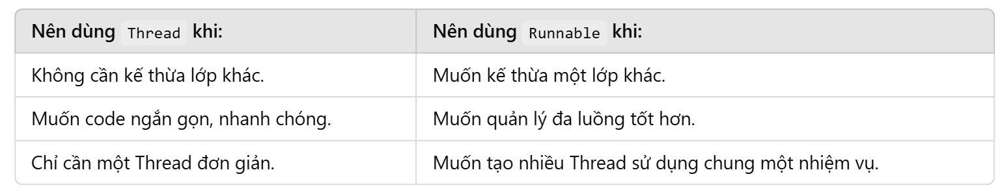 Nên dùng Thread khi: Nên dùng Runnable khi:
Không cần kế thừa lớp khác. Muốn kế thừa một lớp khác.
Muốn code ngắn gọn, nhanh chóng. Muốn quản lý đa luồng tốt hơn.
Chỉ cần một Thread đơn giản. Muốn tạo nhiều Thread sử dụng chung một nhiệm vụ.